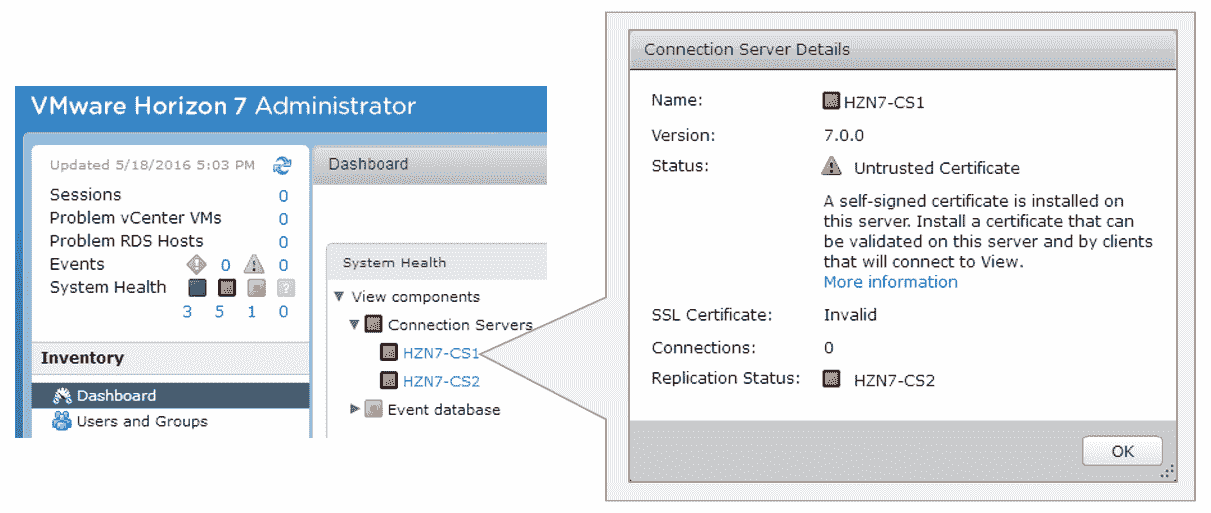 VMware Horizon 7 Administrator
Updated 5/18/2016 5:03 PM
Sessions 0
Problem vCenter VMs 0
Problem RDS Hosts 0
Events ! 0 ! 0
System Health ?
3 5 1 0
Inventory
Dashboard
Users and Groups
Dashboard
System Health
View components
Connection Servers
HZN7-CS1
HZN7-CS2
Event database
Connection Server Details
Name: HZN7-CS1
Version: 7.0.0
Status: Untrusted Certificate
A self-signed certificate is installed on
this server. Install a certificate that can
be validated on this server and by clients
that will connect to View.
More information
SSL Certificate: Invalid
Connections: 0
Replication Status: HZN7-CS2
OK